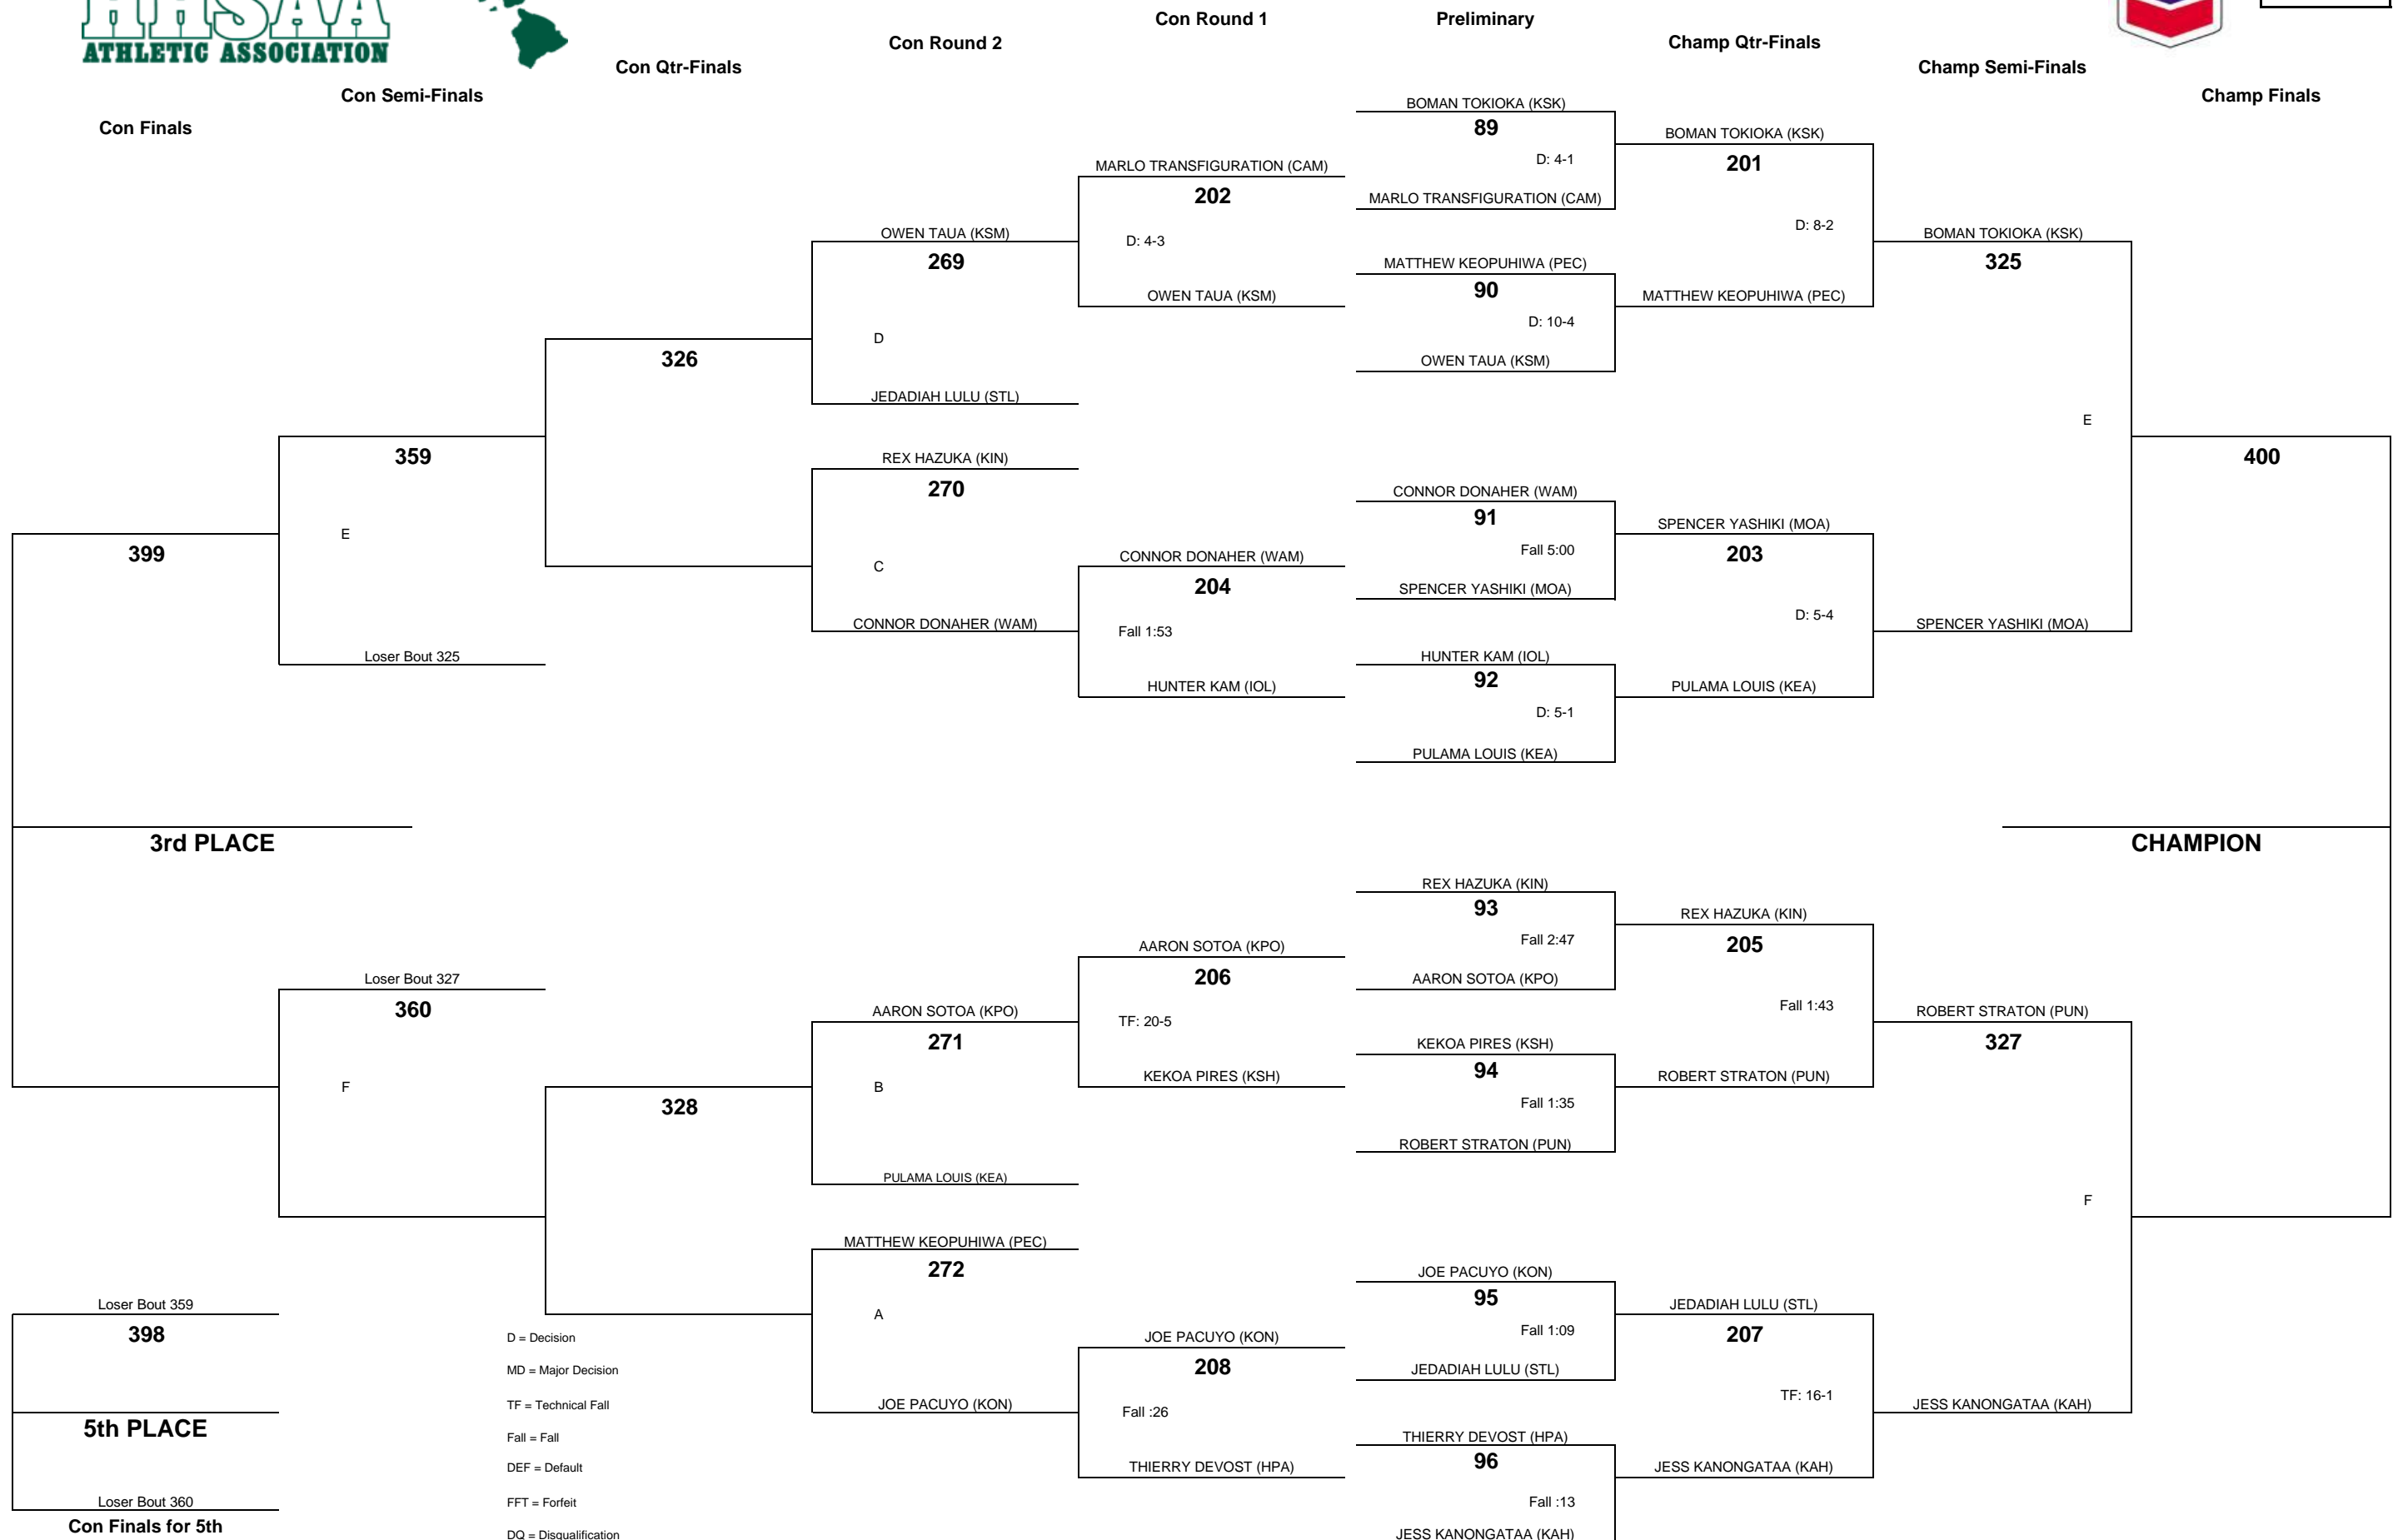 HHSAA
ATHLETIC ASSOCIATION
Con Finals
Con Semi-Finals
Con Qtr-Finals
Con Round 2
Con Round 1
Preliminary
Champ Qtr-Finals
Champ Semi-Finals
Champ Finals
BOMAN TOKIOKA (KSK)
89
D: 4-1
MARLO TRANSFIGURATION (CAM)
MATTHEW KEOPUHIWA (PEC)
90
D: 10-4
OWEN TAUA (KSM)
CONNOR DONAHER (WAM)
91
Fall 5:00
SPENCER YASHIKI (MOA)
HUNTER KAM (IOL)
92
D: 5-1
PULAMA LOUIS (KEA)
REX HAZUKA (KIN)
93
Fall 2:47
AARON SOTOA (KPO)
KEKOA PIRES (KSH)
94
Fall 1:35
ROBERT STRATON (PUN)
JOE PACUYO (KON)
95
Fall 1:09
JEDADIAH LULU (STL)
THIERRY DEVOST (HPA)
96
Fall :13
JESS KANONGATAA (KAH)
BOMAN TOKIOKA (KSK)
201
D: 8-2
MATTHEW KEOPUHIWA (PEC)
SPENCER YASHIKI (MOA)
203
D: 5-4
PULAMA LOUIS (KEA)
REX HAZUKA (KIN)
205
Fall 1:43
ROBERT STRATON (PUN)
JEDADIAH LULU (STL)
207
TF: 16-1
JESS KANONGATAA (KAH)
BOMAN TOKIOKA (KSK)
325
E
SPENCER YASHIKI (MOA)
ROBERT STRATON (PUN)
327
F
JESS KANONGATAA (KAH)
400
CHAMPION
MARLO TRANSFIGURATION (CAM)
202
D: 4-3
OWEN TAUA (KSM)
CONNOR DONAHER (WAM)
204
Fall 1:53
HUNTER KAM (IOL)
AARON SOTOA (KPO)
206
TF: 20-5
KEKOA PIRES (KSH)
JOE PACUYO (KON)
208
Fall :26
THIERRY DEVOST (HPA)
OWEN TAUA (KSM)
269
D
JEDADIAH LULU (STL)
REX HAZUKA (KIN)
270
C
CONNOR DONAHER (WAM)
AARON SOTOA (KPO)
271
B
PULAMA LOUIS (KEA)
MATTHEW KEOPUHIWA (PEC)
272
A
JOE PACUYO (KON)
326
328
359
E
Loser Bout 325
Loser Bout 327
360
F
399
3rd PLACE
Loser Bout 359
398
5th PLACE
Loser Bout 360
Con Finals for 5th
D = Decision
MD = Major Decision
TF = Technical Fall
Fall = Fall
DEF = Default
FFT = Forfeit
DQ = Disqualification